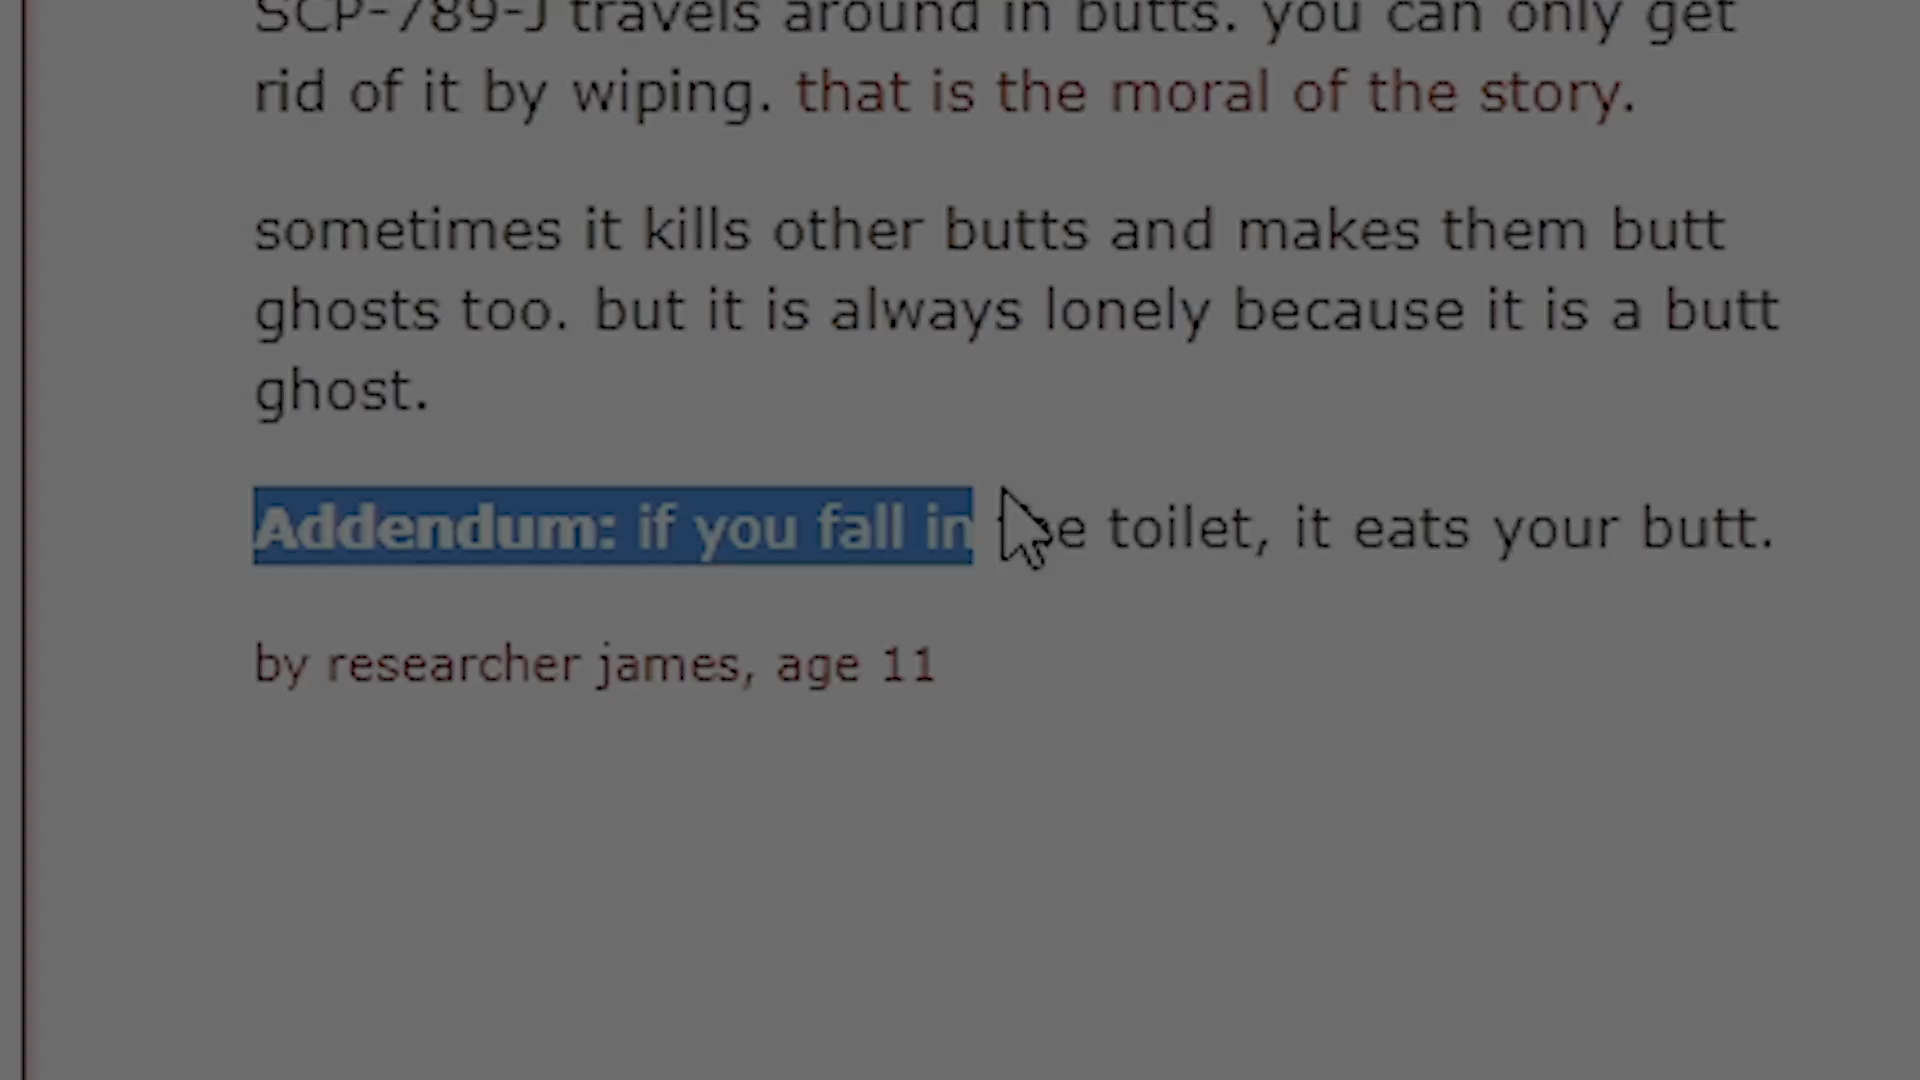 SCP-789-J travels around in butts. you can only get
rid of it by wiping. that is the moral of the story.
sometimes it kills other butts and makes them butt
ghosts too. but it is always lonely because it is a butt
ghost.
Addendum: if you fall in the toilet, it eats your butt.
by researcher james, age 11